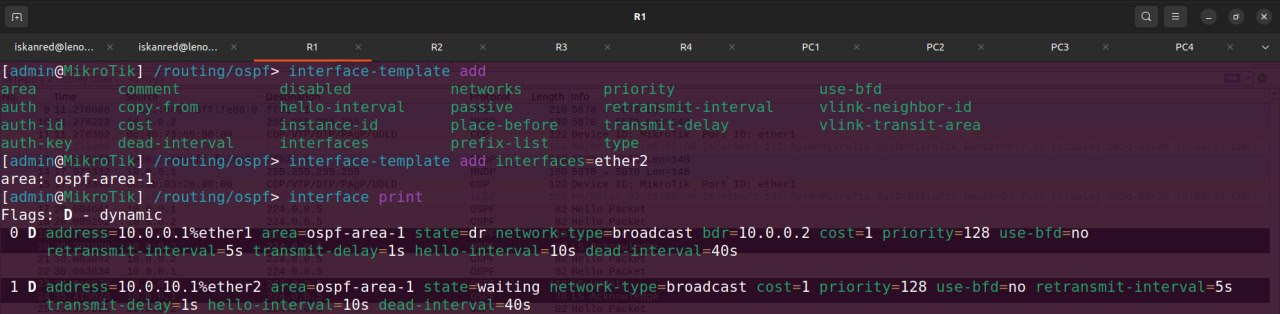 R1
iskanred@leno... × iskanred@leno... × R1 × R2 × R3 × R4 × PC1 × PC2 × PC3 × PC4 ×
[admin@MikroTik] /routing/ospf> interface-template add
area comment disabled networks priority use-bfd
auth copy-from hello-interval passive retransmit-interval vlink-neighbor-id
auth-id cost instance-id place-before transmit-delay vlink-transit-area
auth-key dead-interval interfaces prefix-list type
[admin@MikroTik] /routing/ospf> interface-template add interfaces=ether2
area: ospf-area-1
[admin@MikroTik] /routing/ospf> interface print
Flags: D - dynamic
0 D address=10.0.0.1%ether1 area=ospf-area-1 state=dr network-type=broadcast bdr=10.0.0.2 cost=1 priority=128 use-bfd=no
retransmit-interval=5s transmit-delay=1s hello-interval=10s dead-interval=40s
1 D address=10.0.10.1%ether2 area=ospf-area-1 state=waiting network-type=broadcast cost=1 priority=128 use-bfd=no retransmit-interval=5s
transmit-delay=1s hello-interval=10s dead-interval=40s